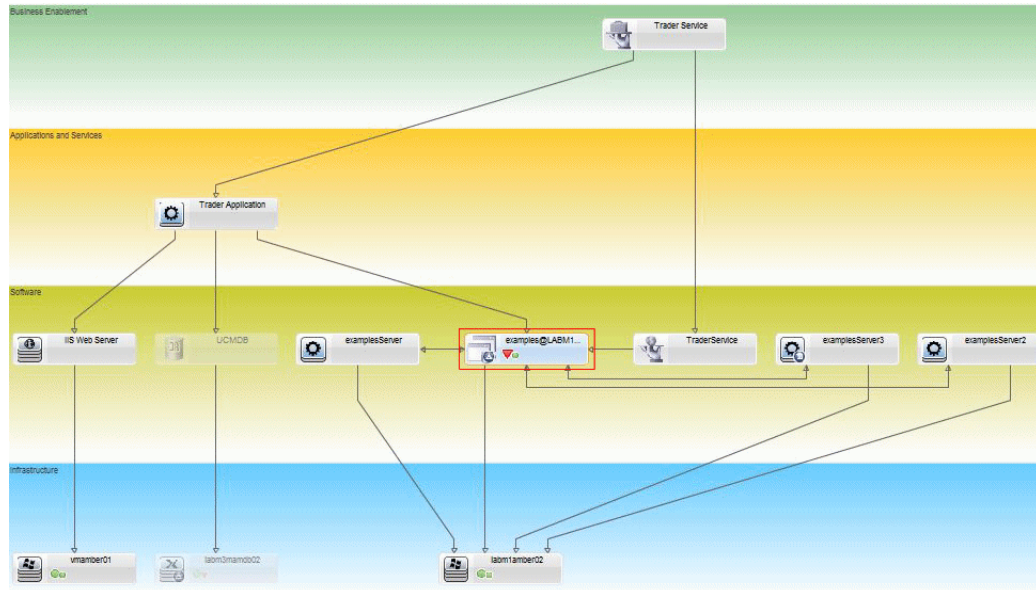 Business Enablement
Trader Service
Applications and Services
Trader Application
Software
IIS Web Server
UCMDB
examplesServer
examples@LABM1...
TraderService
examplesServer3
examplesServer2
Infrastructure
vmamber01
labm3mamdb02
labm1amber02